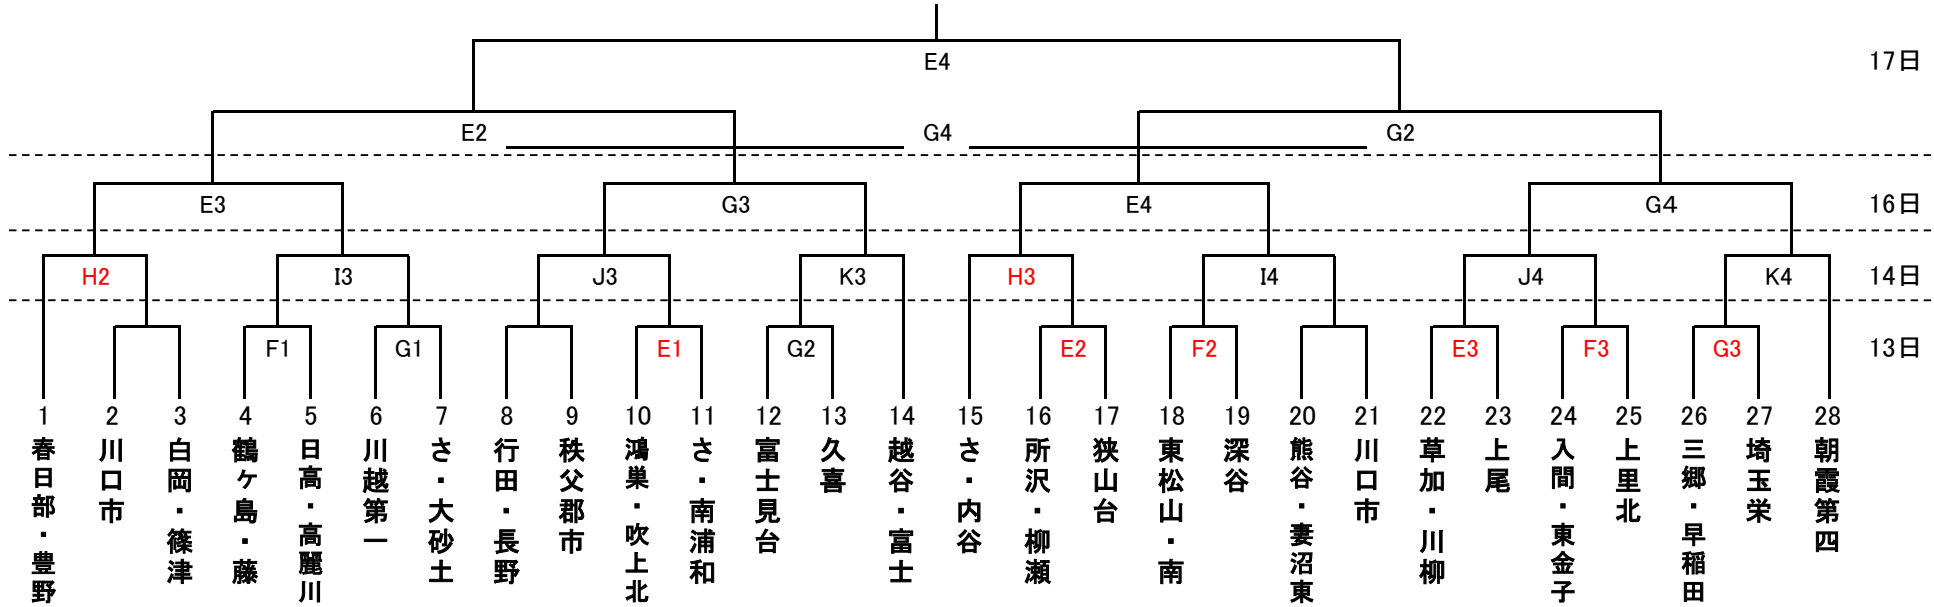 E4 17日
E2 G4 G2
E3 G3 E4 G4 16日
H2 I3 J3 K3 H3 I4 J4 K4 14日
F1 G1 E1 G2 E2 F2 E3 F3 G3 13日
1 2 3 4 5 6 7 8 9 10 11 12 13 14 15 16 17 18 19 20 21 22 23 24 25 26 27 28
春日部・豊野
川口市
白岡・篠津
鶴ヶ島・藤
日高・高麗川
川越第一
さ・大砂土
行田・長野
秩父郡市
鴻巣・吹上北
さ・南浦和
富士見台
久喜
越谷・富士
さ・内谷
所沢・柳瀬
狭山台
東松山・南
深谷
熊谷・妻沼東
川口市
草加・川柳
上尾
入間・東金子
上里北
三郷・早稲田
埼玉栄
朝霞第四